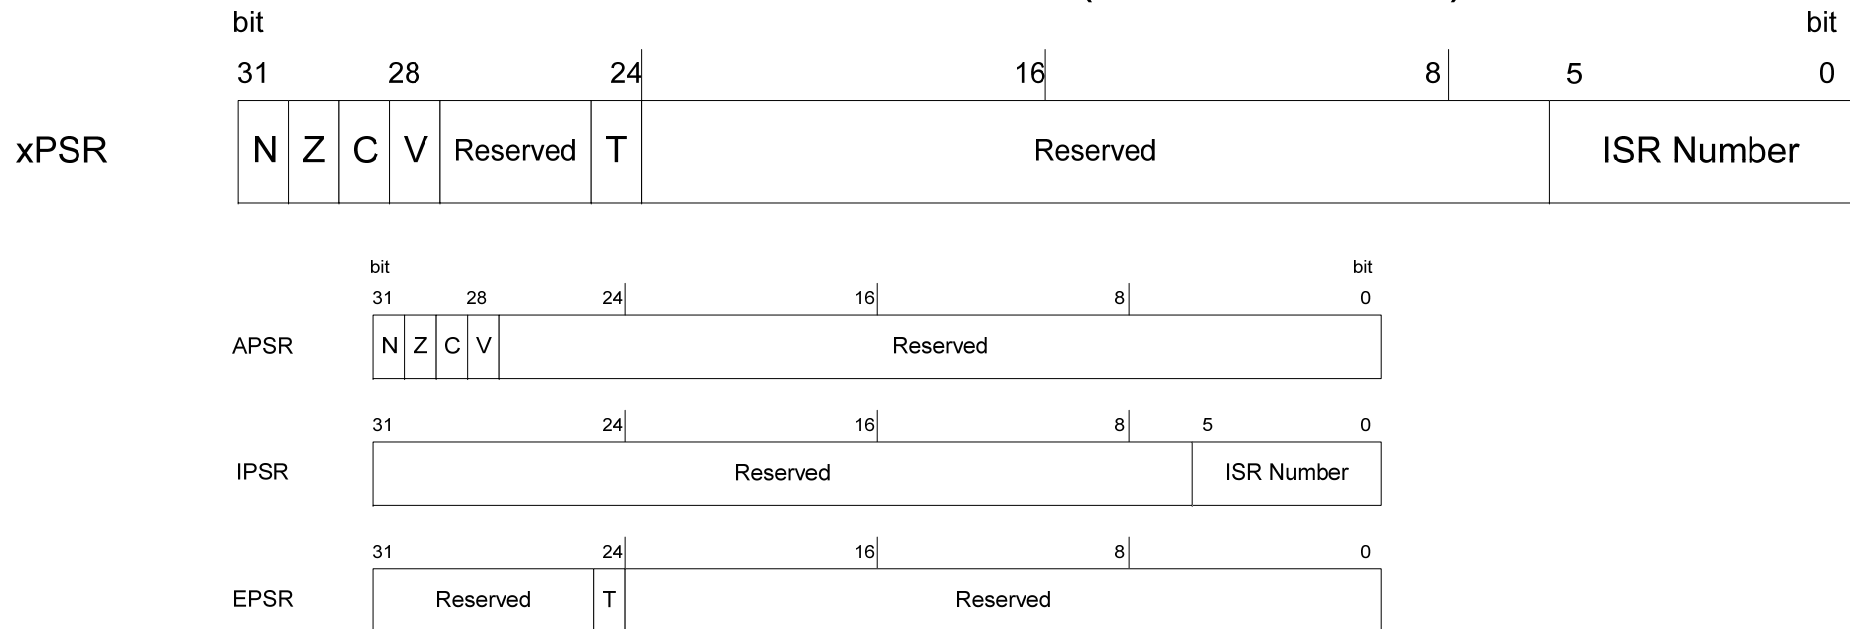 bit bit
31 28 24 16 8 5 0
xPSR N Z C V Reserved T Reserved ISR Number
bit bit
31 28 24 16 8 0
APSR N Z C V Reserved
31 24 16 8 5 0
IPSR Reserved ISR Number
31 24 16 8 0
EPSR Reserved T Reserved